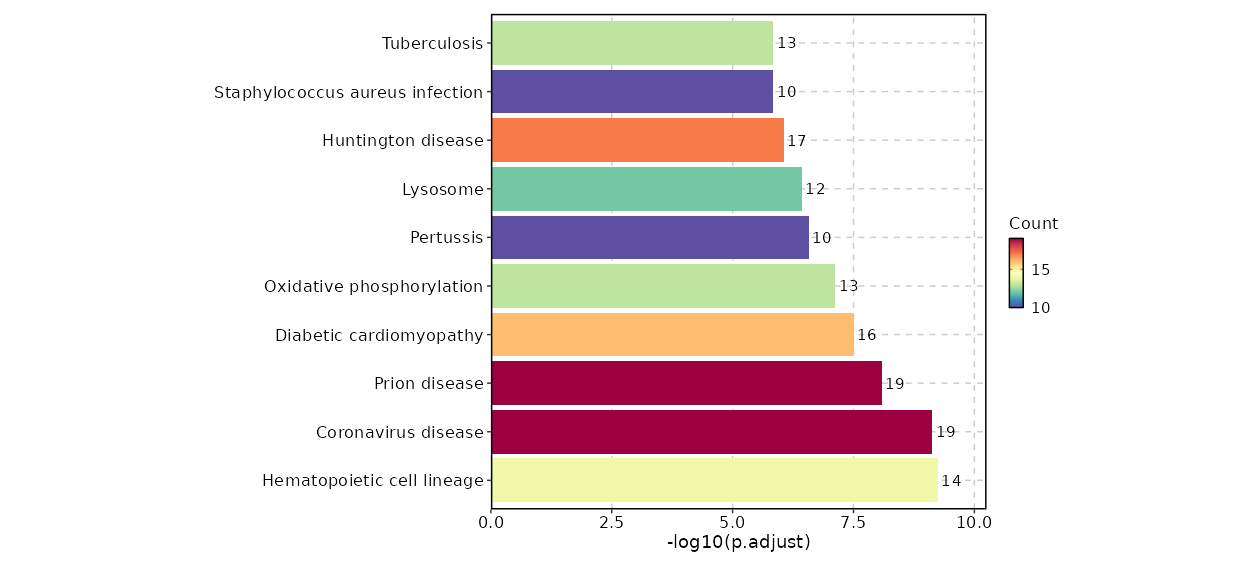 Tuberculosis 13
Staphylococcus aureus infection 10
Huntington disease 17
Lysosome 12
Pertussis 10
Oxidative phosphorylation 13
Diabetic cardiomyopathy 16
Prion disease 19
Coronavirus disease 19
Hematopoietic cell lineage 14
0.0 2.5 5.0 7.5 10.0
-log10(p.adjust)
Count
15
10